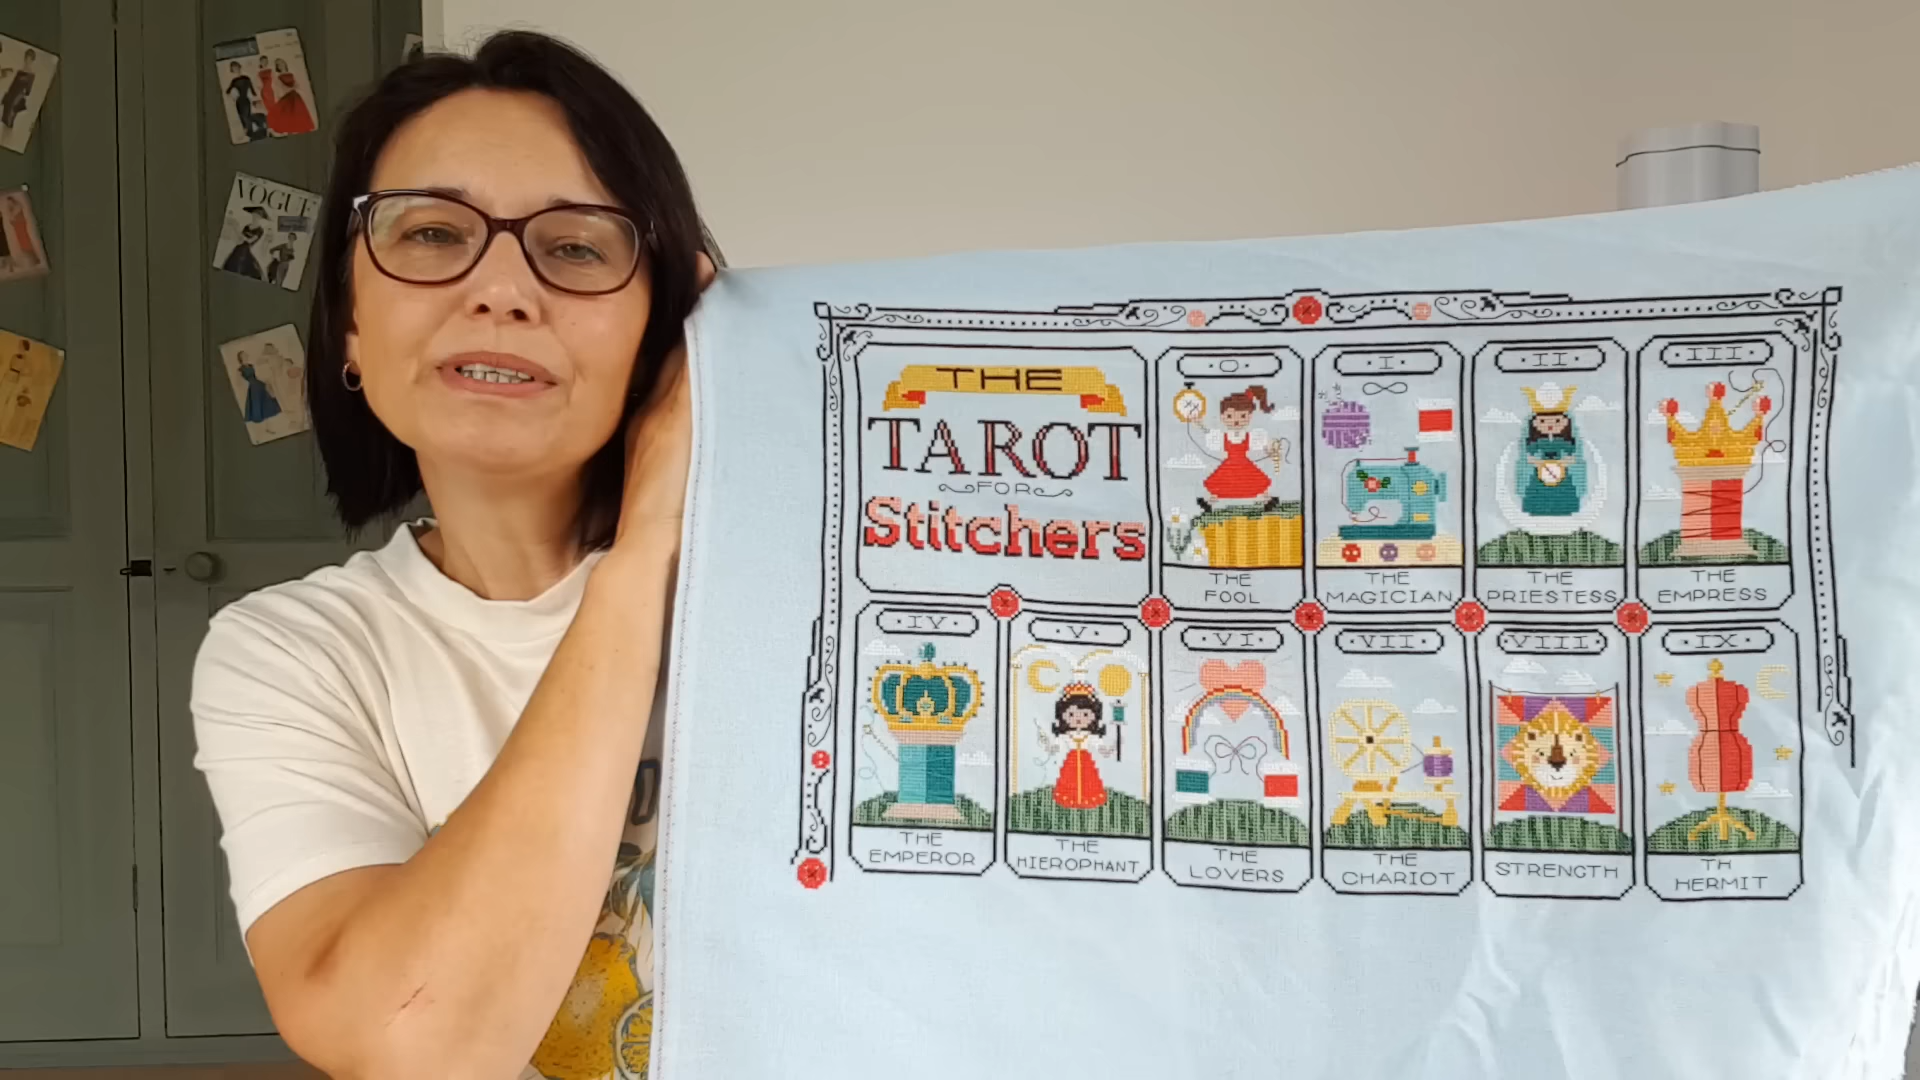 VOGUE
THE
TAROT
FOR
Stitchers
·O·
THE
FOOL
·I·
THE
MAGICIAN
·II·
THE
PRIESTESS
·III·
THE
EMPRESS
·IV·
THE
EMPEROR
·V·
THE
HIEROPHANT
·VI·
THE
LOVERS
·VII·
THE
CHARIOT
·VIII·
STRENGTH
·IX·
TH
HERMIT